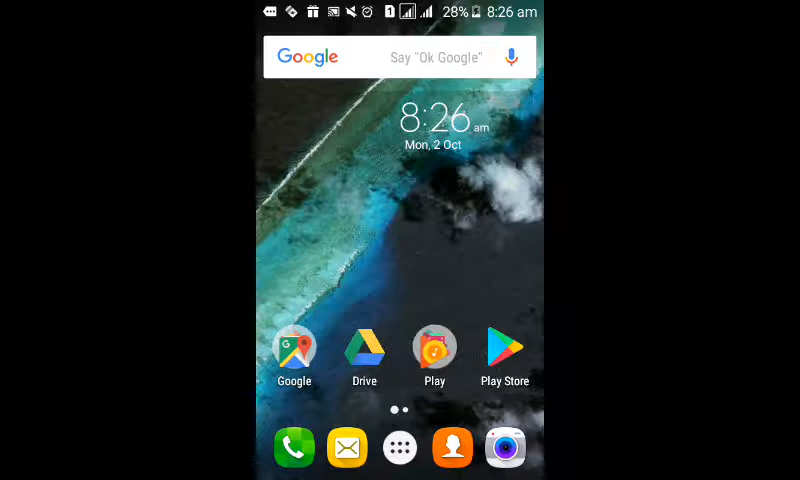 1 28% 8:26 am
Google Say "Ok Google"
8:26 am
Mon, 2 Oct
G
Google Drive Play Play Store